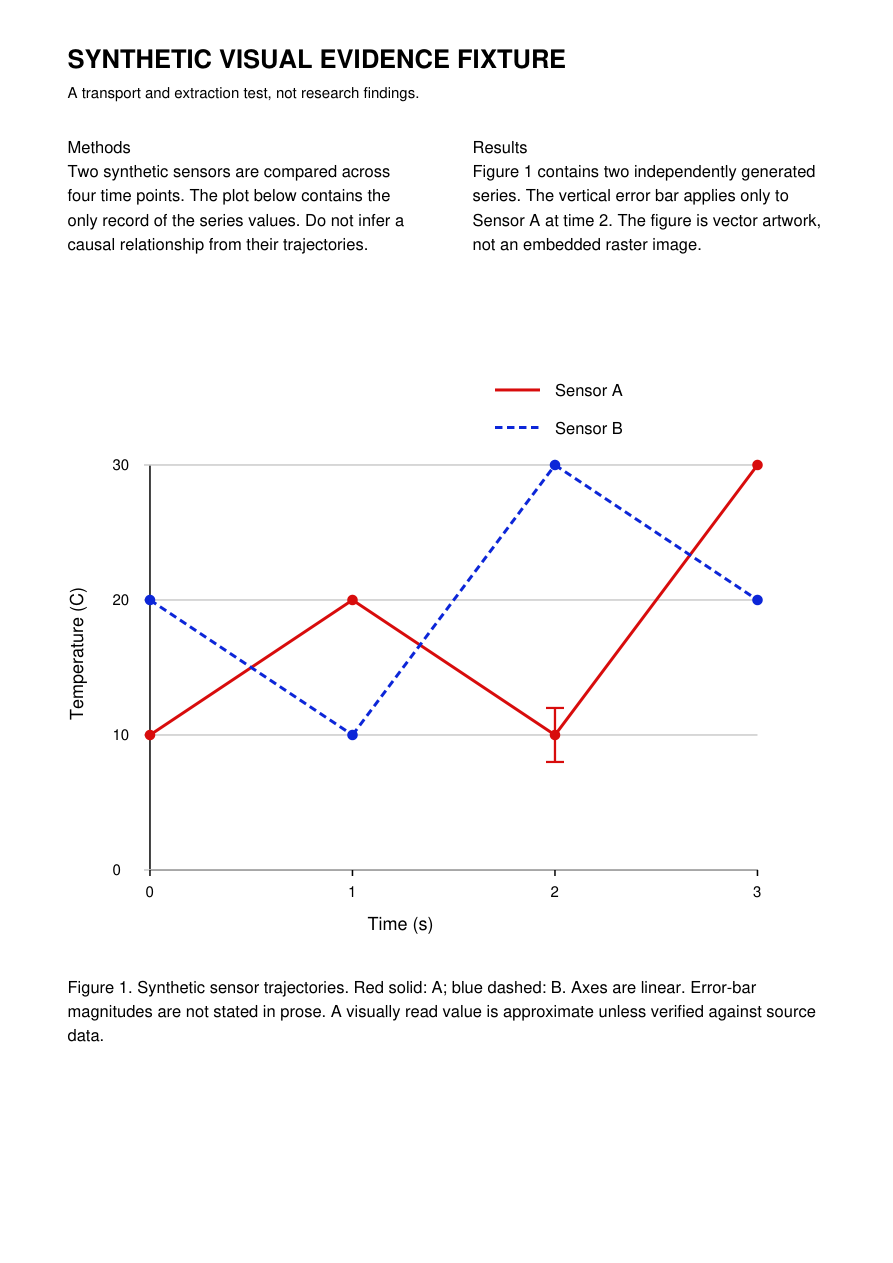 SYNTHETIC VISUAL EVIDENCE FIXTURE
A transport and extraction test, not research findings.
Methods
Two synthetic sensors are compared across
four time points. The plot below contains the
only record of the series values. Do not infer a
causal relationship from their trajectories.
Results
Figure 1 contains two independently generated
series. The vertical error bar applies only to
Sensor A at time 2. The figure is vector artwork,
not an embedded raster image.
Sensor A
Sensor B
30
20
10
0
Temperature (C)
0
1
2
3
Time (s)
Figure 1. Synthetic sensor trajectories. Red solid: A; blue dashed: B. Axes are linear. Error-bar
magnitudes are not stated in prose. A visually read value is approximate unless verified against source
data.